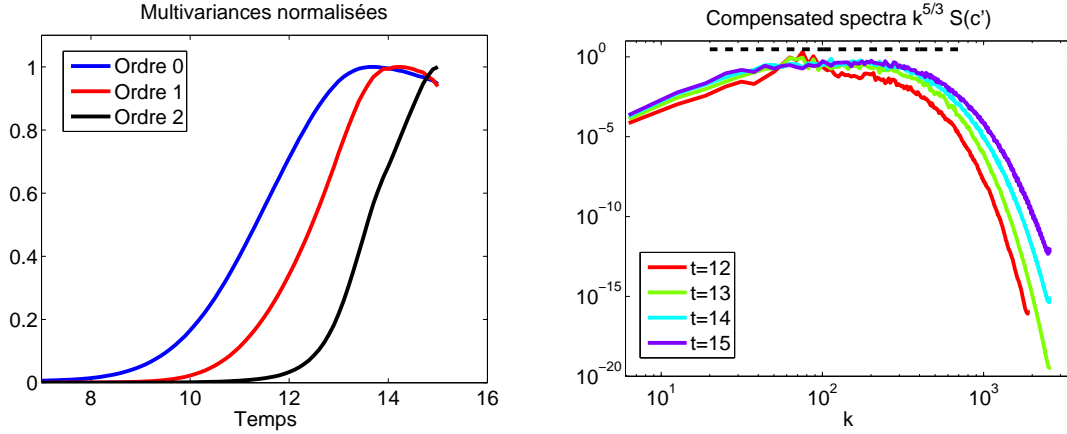 Multivariances normalisées
1
0.8
0.6
0.4
0.2
0
8
10
12
14
16
Temps
Ordre 0
Ordre 1
Ordre 2
Compensated spectra k^{5/3} S(c')
10^0
10^{-5}
10^{-10}
10^{-15}
10^{-20}
10^1
10^2
10^3
k
t=12
t=13
t=14
t=15